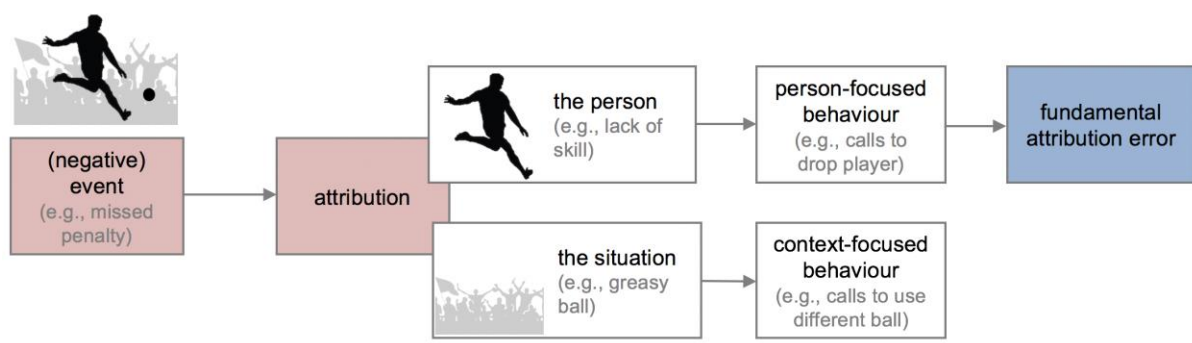 (negative)
event
(e.g., missed
penalty)
attribution
the person
(e.g., lack of
skill)
person-focused
behaviour
(e.g., calls to
drop player)
fundamental
attribution error
the situation
(e.g., greasy
ball)
context-focused
behaviour
(e.g., calls to use
different ball)